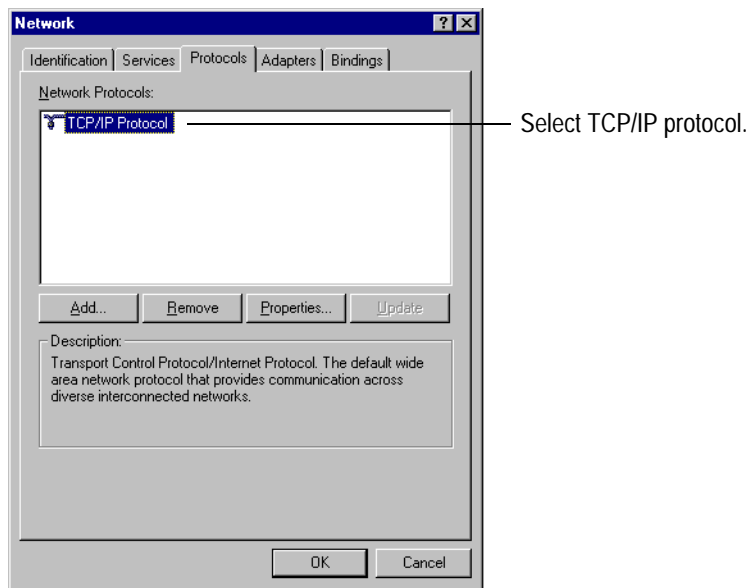 Network
Identification Services Protocols Adapters Bindings
Network Protocols:
TCP/IP Protocol
Select TCP/IP protocol.
Add... Remove Properties... Update
Description:
Transport Control Protocol/Internet Protocol. The default wide
area network protocol that provides communication across
diverse interconnected networks.
OK Cancel